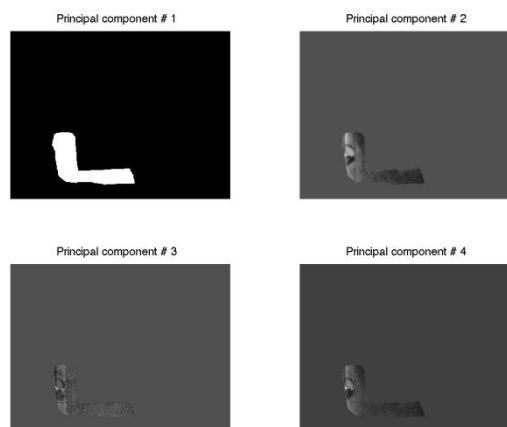 Principal component # 1
Principal component # 2
Principal component # 3
Principal component # 4